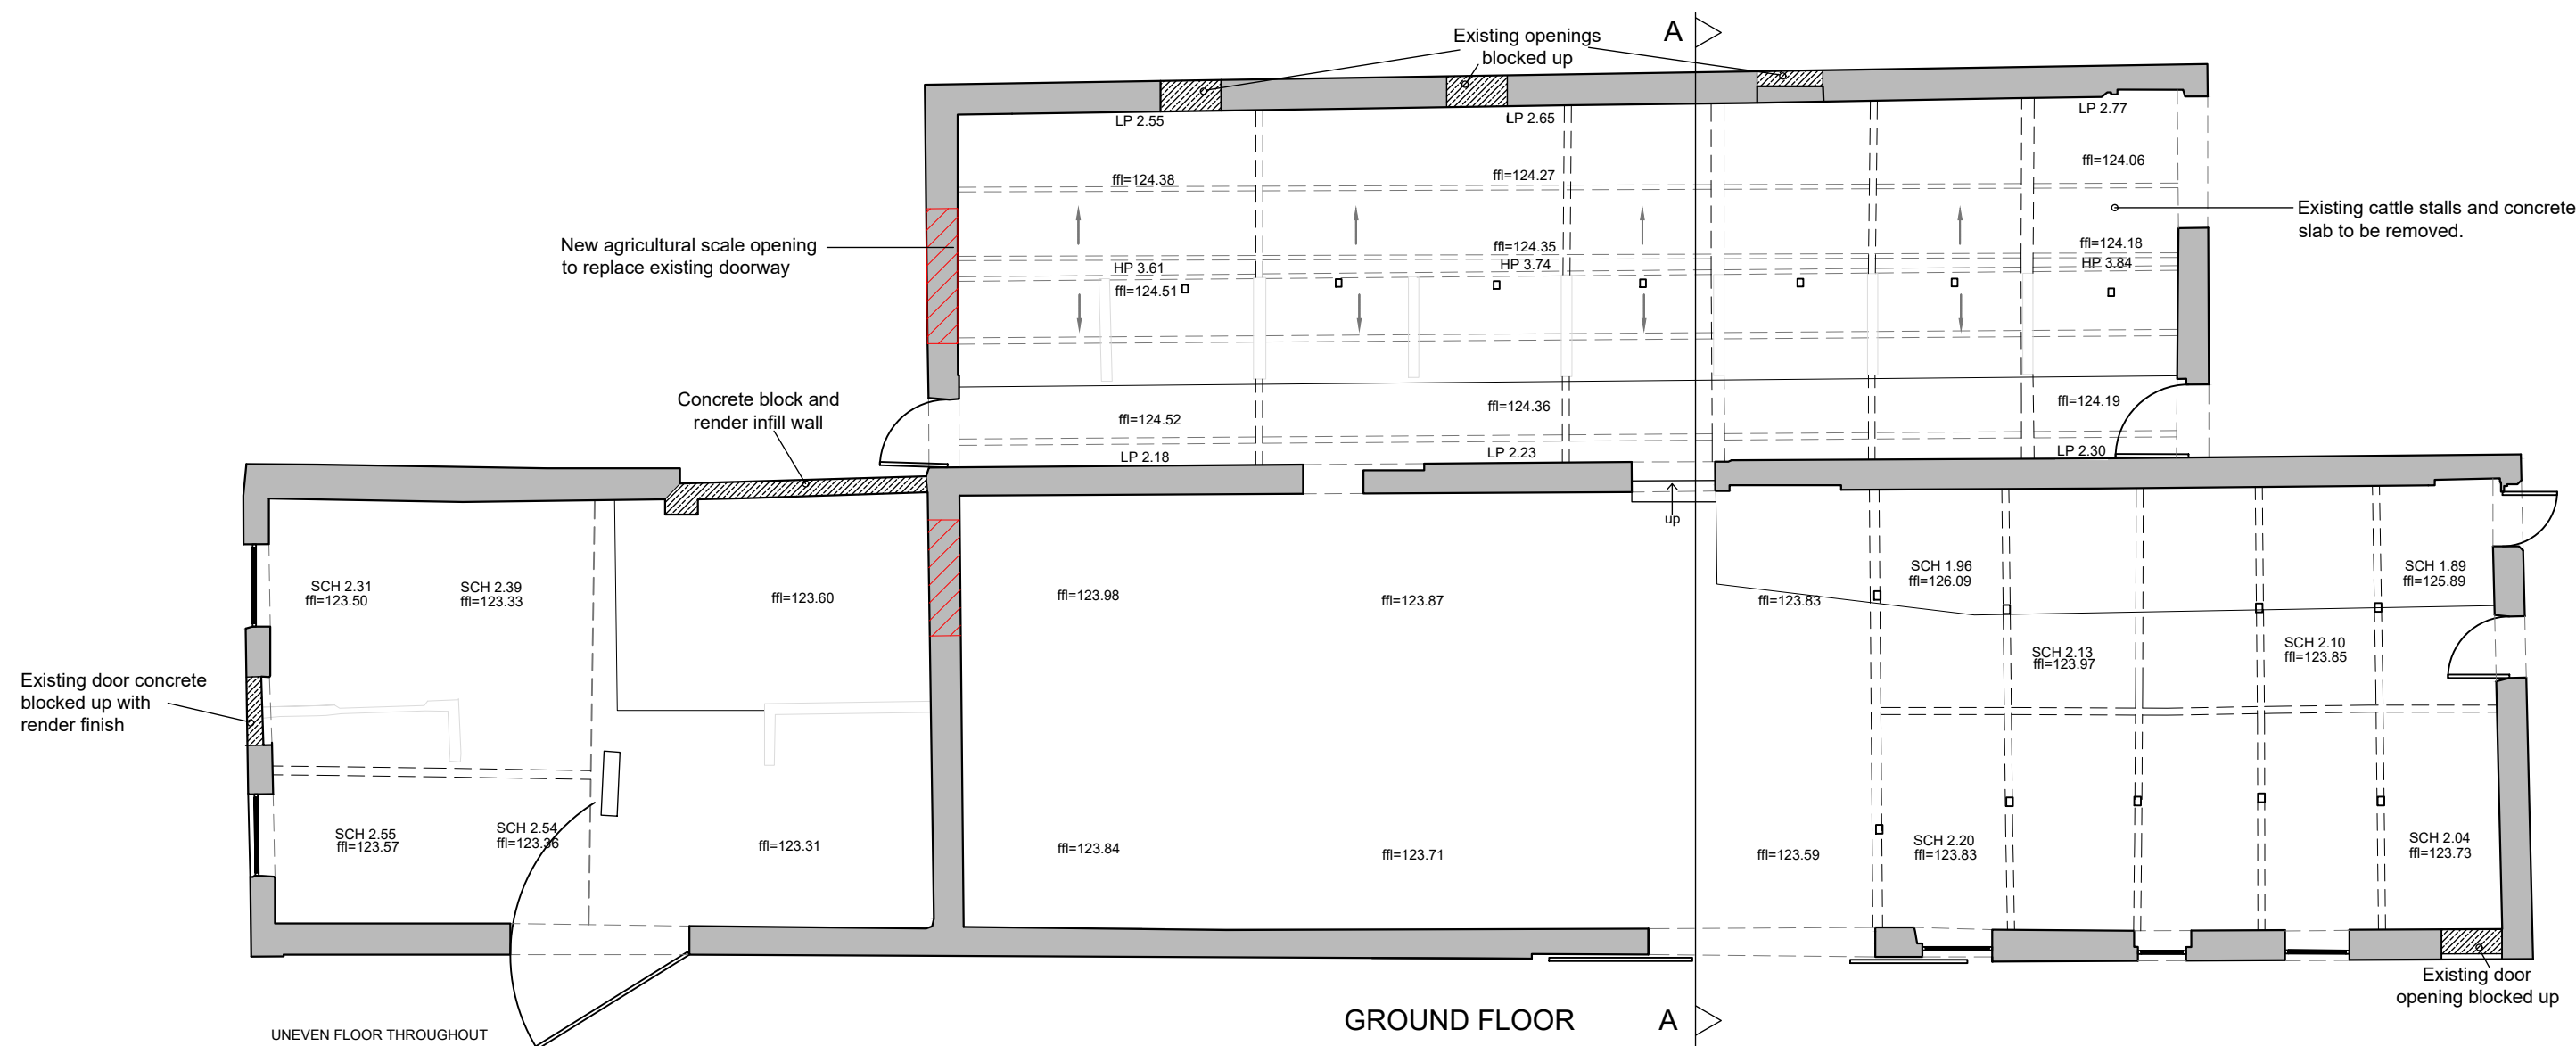 Existing openings
blocked up
A
LP 2.55
LP 2.65
LP 2.77
ffl=124.38
ffl=124.27
ffl=124.06
Existing cattle stalls and concrete
slab to be removed.
New agricultural scale opening
to replace existing doorway
ffl=124.35
ffl=124.18
HP 3.61
HP 3.74
HP 3.84
ffl=124.51
Concrete block and
render infill wall
ffl=124.52
ffl=124.36
ffl=124.19
LP 2.18
LP 2.23
LP 2.30
up
SCH 2.31
ffl=123.50
SCH 2.39
ffl=123.33
ffl=123.60
ffl=123.98
ffl=123.87
ffl=123.83
SCH 1.96
ffl=126.09
SCH 1.89
ffl=125.89
SCH 2.13
ffl=123.97
SCH 2.10
ffl=123.85
Existing door concrete
blocked up with
render finish
SCH 2.55
ffl=123.57
SCH 2.54
ffl=123.36
ffl=123.31
ffl=123.84
ffl=123.71
ffl=123.59
SCH 2.20
ffl=123.83
SCH 2.04
ffl=123.73
Existing door
opening blocked up
GROUND FLOOR
A
UNEVEN FLOOR THROUGHOUT